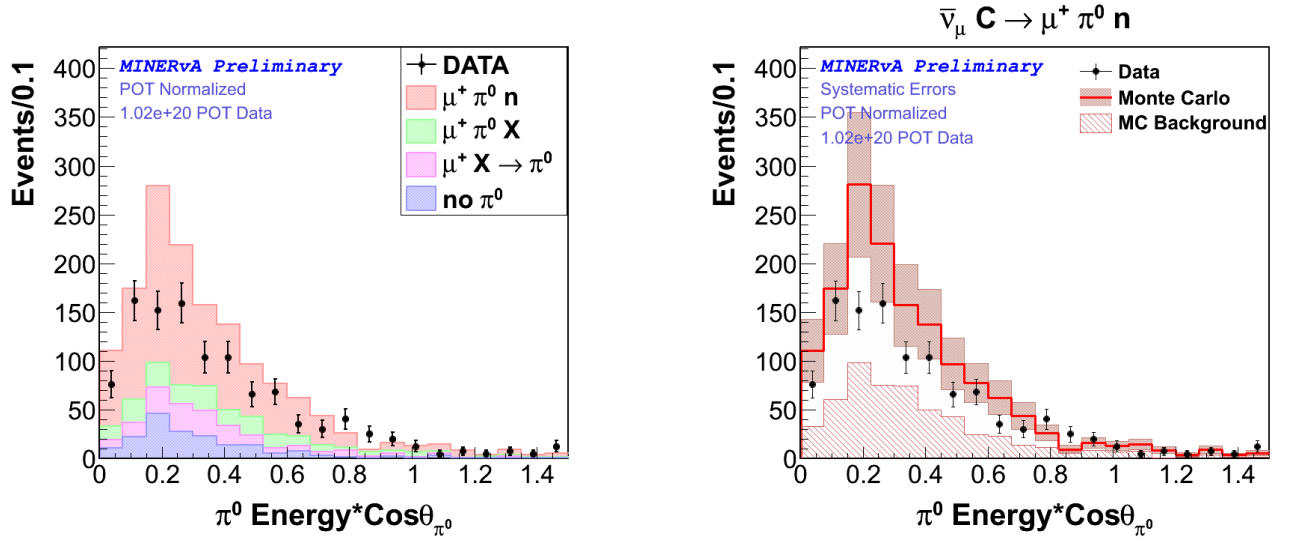 MINERvA Preliminary
POT Normalized
1.02e+20 POT Data
DATA
μ⁺ π⁰ n
μ⁺ π⁰ X
μ⁺ X → π⁰
no π⁰
Events/0.1
400
350
300
250
200
150
100
50
0
0 0.2 0.4 0.6 0.8 1 1.2 1.4
π⁰ Energy*Cosθ_π⁰
ν̅_μ C → μ⁺ π⁰ n
MINERvA Preliminary
Systematic Errors
POT Normalized
1.02e+20 POT Data
Data
Monte Carlo
MC Background
Events/0.1
400
350
300
250
200
150
100
50
0
0 0.2 0.4 0.6 0.8 1 1.2 1.4
π⁰ Energy*Cosθ_π⁰